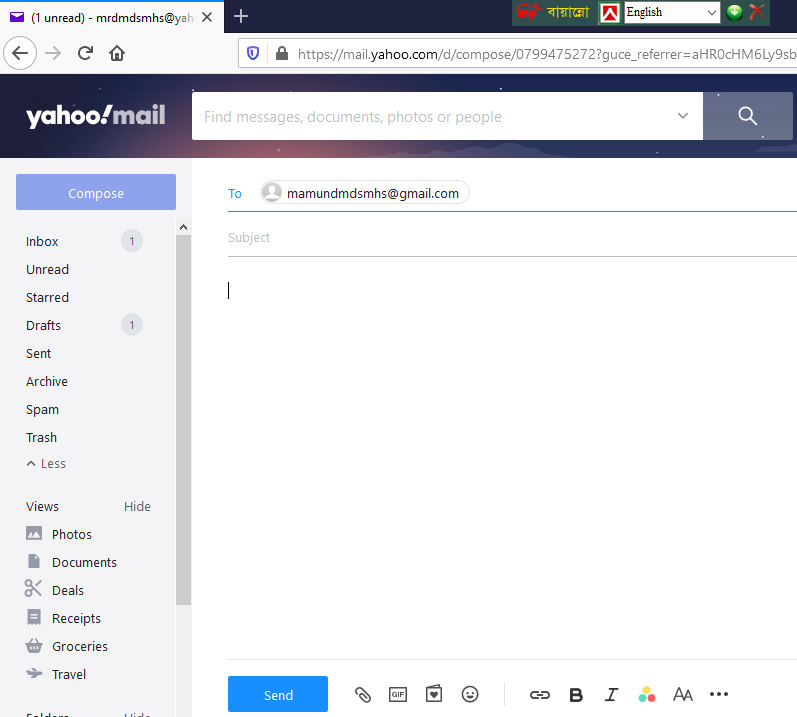 (1 unread) - mrdmdsmhs@yah
বায়ান্নো English
https://mail.yahoo.com/d/compose/0799475272?guce_referrer=aHR0cHM6Ly9sb
yahoo!mail
Find messages, documents, photos or people
Compose
To mamundmdsmhs@gmail.com
Subject
Inbox 1
Unread
Starred
Drafts 1
Sent
Archive
Spam
Trash
Less
Views Hide
Photos
Documents
Deals
Receipts
Groceries
Travel
Folders Hide
Send GIF B I AA